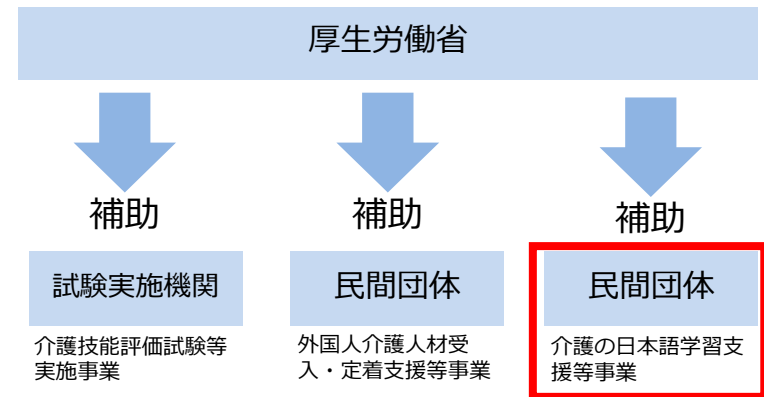 厚生労働省
補助
補助
補助
試験実施機関
民間団体
民間団体
介護技能評価試験等
実施事業
外国人介護人材受
入・定着支援等事業
介護の日本語学習支
援等事業